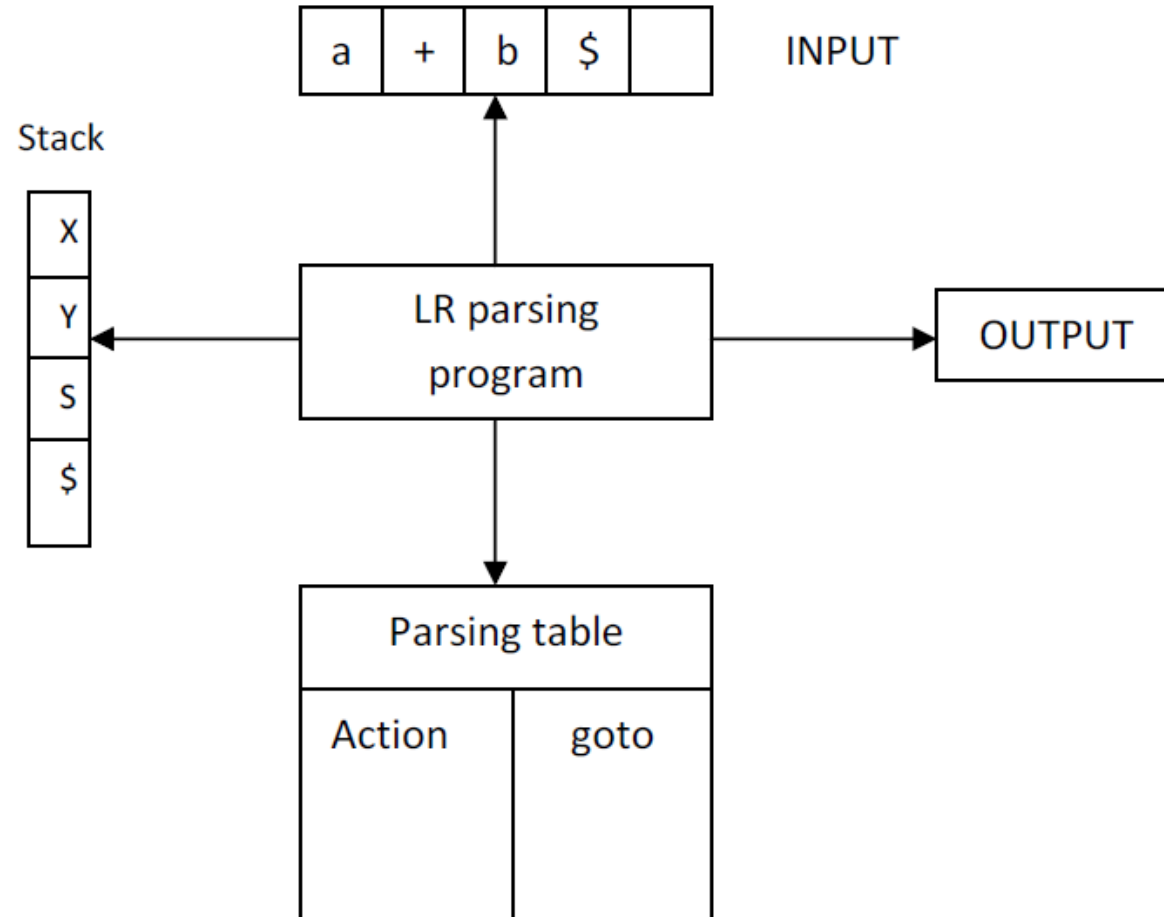 a + b $ INPUT
Stack
X
Y
S
$
LR parsing
program
OUTPUT
Parsing table
Action goto